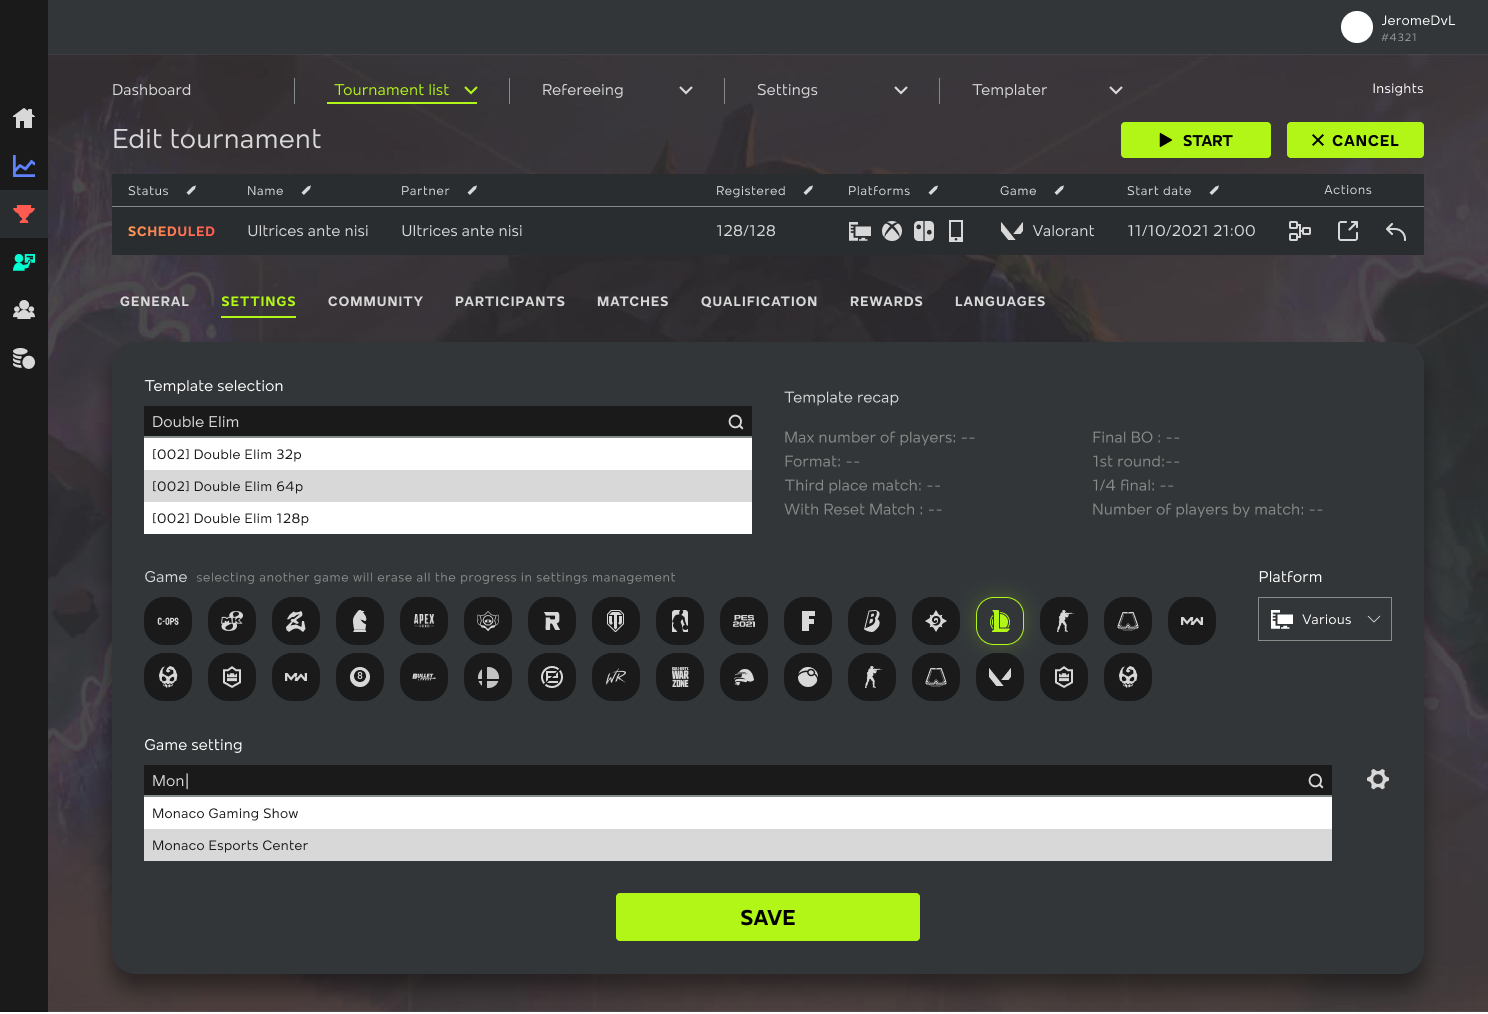 JeromeDvL
#4321
Dashboard
Tournament list
Refereeing
Settings
Templater
Insights
Edit tournament
START
CANCEL
Status
Name
Partner
Registered
Platforms
Game
Start date
Actions
SCHEDULED
Ultrices ante nisi
Ultrices ante nisi
128/128
Valorant
11/10/2021 21:00
GENERAL
SETTINGS
COMMUNITY
PARTICIPANTS
MATCHES
QUALIFICATION
REWARDS
LANGUAGES
Template selection
Double Elim
[002] Double Elim 32p
[002] Double Elim 64p
[002] Double Elim 128p
Template recap
Max number of players: --
Format: --
Third place match: --
With Reset Match : --
Final BO : --
1st round:--
1/4 final: --
Number of players by match: --
Game selecting another game will erase all the progress in settings management
Platform
C-OPS
APEX
R
PES
2021
F
B
MW
Various
MW
8
BULLET
WR
WAR
ZONE
Game setting
Mon
Monaco Gaming Show
Monaco Esports Center
SAVE